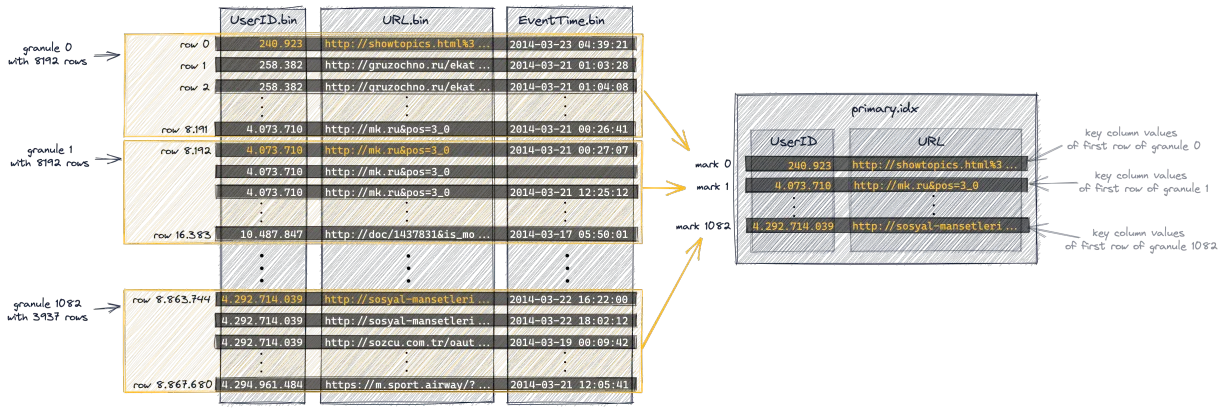 UserID.bin URL.bin EventTime.bin
granule 0
with 8192 rows
row 0 240.923 http://showtopics.html%3... 2014-03-23 04:39:21
row 1 258.382 http://gruzochno.ru/ekat... 2014-03-21 01:03:28
row 2 258.382 http://gruzochno.ru/ekat... 2014-03-21 01:04:08
row 8.191 4.073.710 http://mk.ru&pos=3_0 2014-03-21 00:26:41
granule 1
with 8192 rows
row 8.192 4.073.710 http://mk.ru&pos=3_0 2014-03-21 00:27:07
4.073.710 http://mk.ru&pos=3_0
4.073.710 http://mk.ru&pos=3_0 2014-03-21 12:25:12
row 16.383 10.487.847 http://doc/1437831&is_mo... 2014-03-17 05:50:01
granule 1082
with 3937 rows
row 8.863.744 4.292.714.039 http://sosyal-mansetleri... 2014-03-22 16:22:00
4.292.714.039 http://sosyal-mansetleri... 2014-03-22 18:02:12
4.292.714.039 http://sozcu.com.tr/oaut... 2014-03-19 00:09:42
row 8.867.680 4.294.961.484 https://m.sport.airway/?... 2014-03-21 12:05:41
primary.idx
UserID URL
mark 0 240.923 http://showtopics.html%3...
mark 1 4.073.710 http://mk.ru&pos=3_0
mark 1082 4.292.714.039 http://sosyal-mansetleri...
key column values
of first row of granule 0
key column values
of first row of granule 1
key column values
of first row of granule 1082